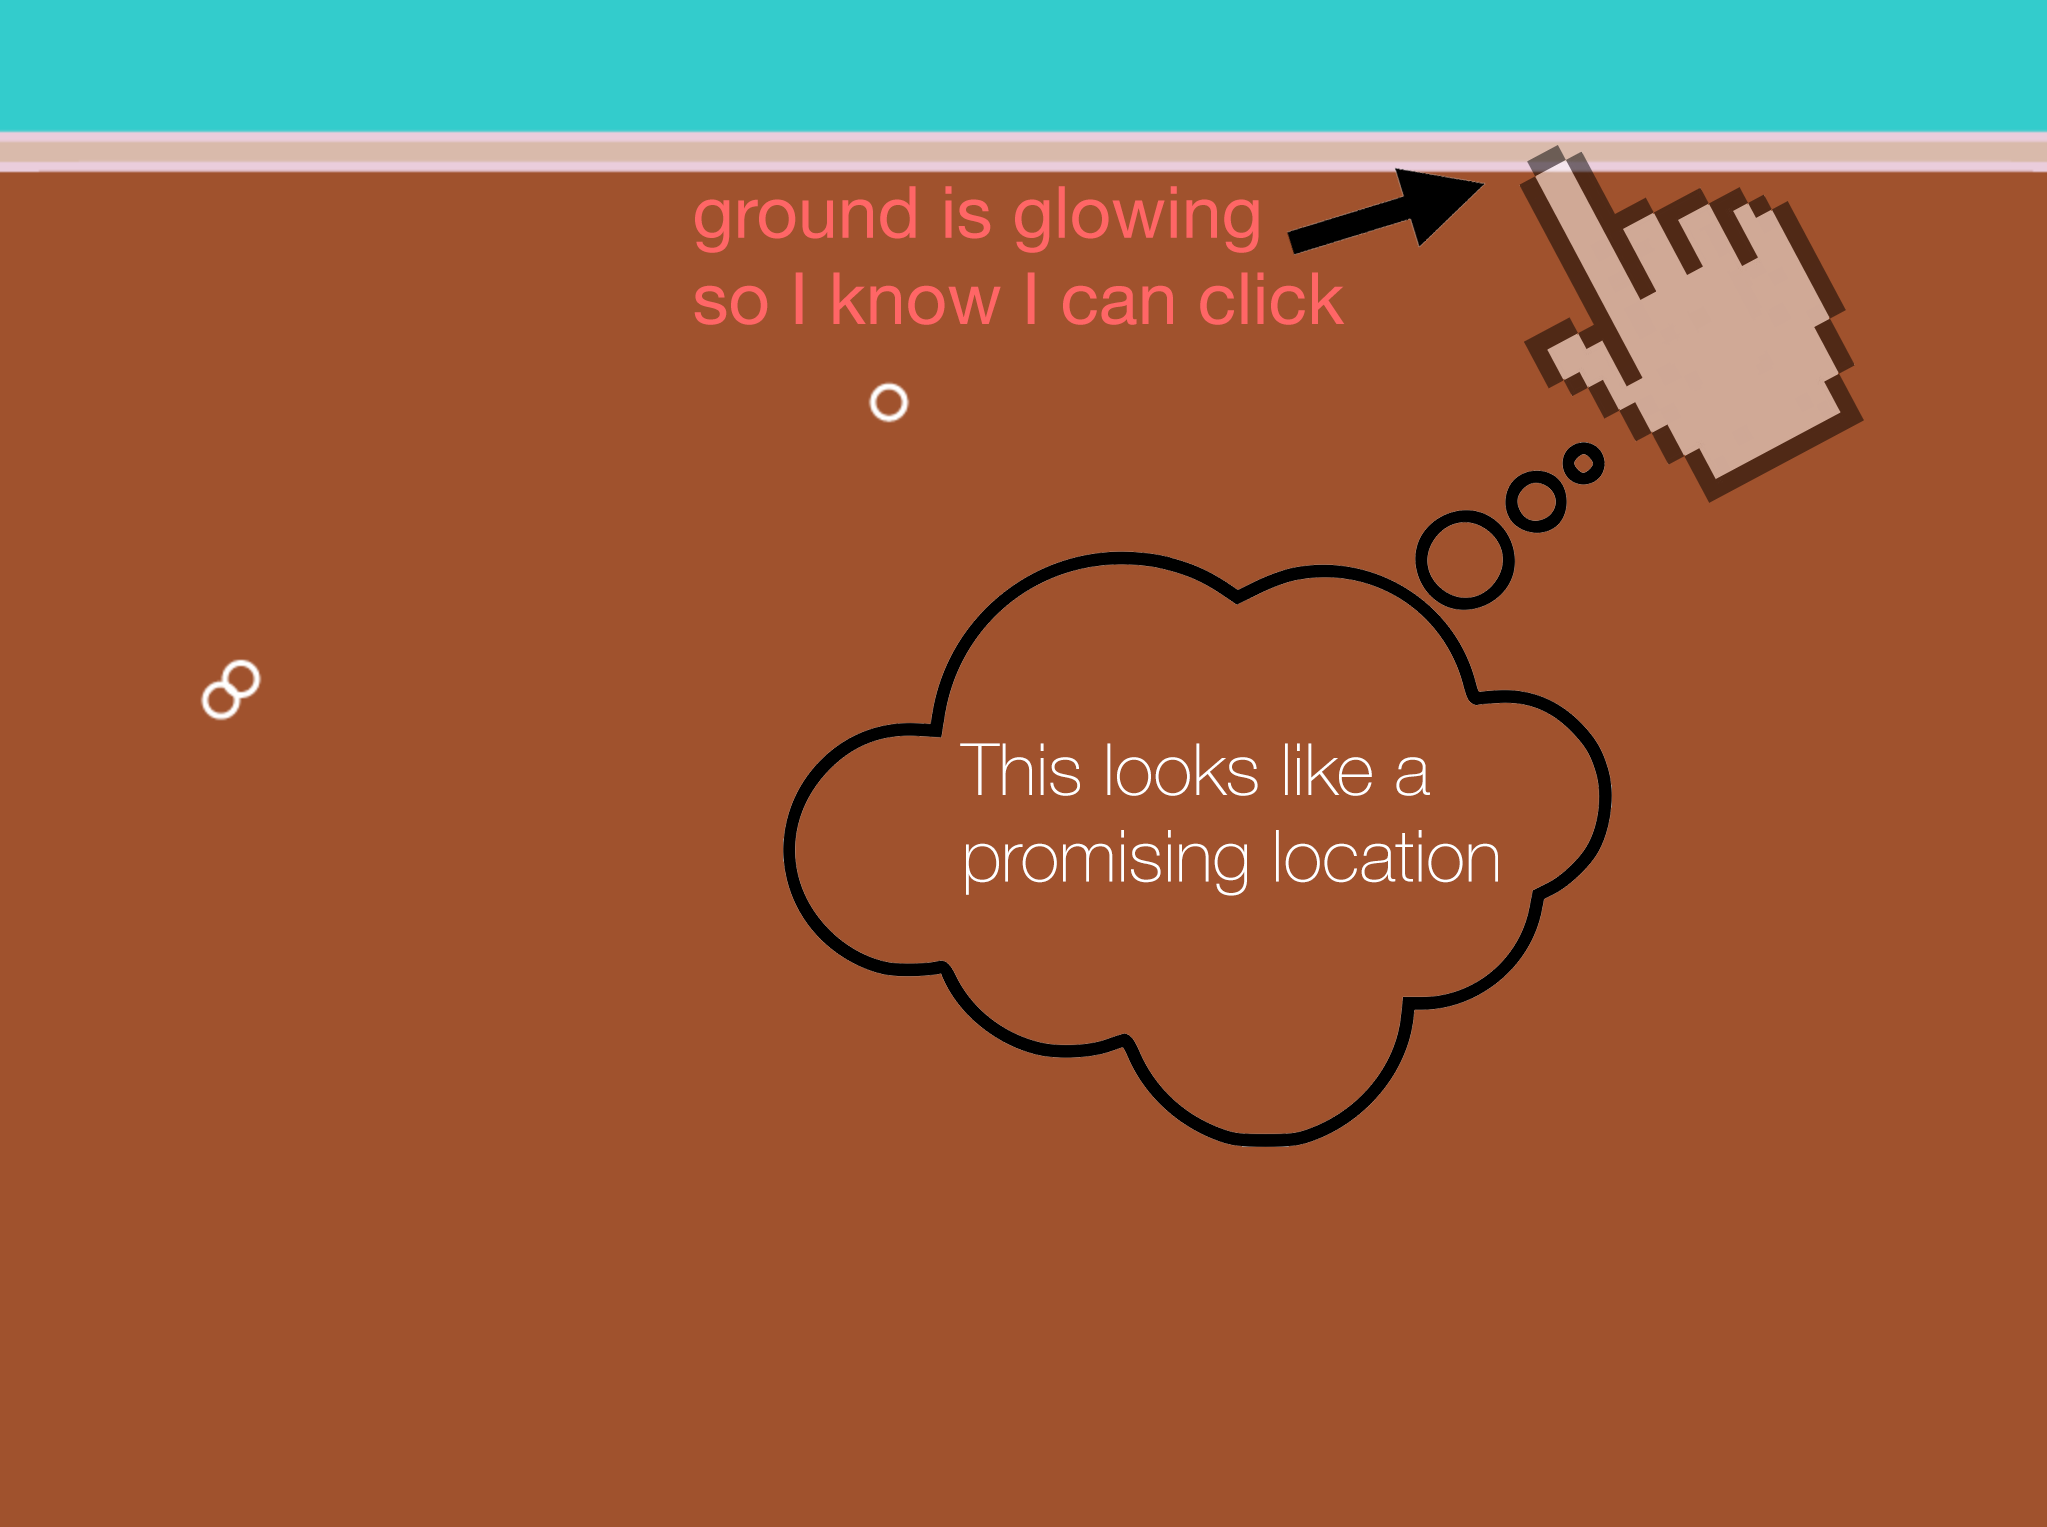 ground is glowing
so I know I can click
This looks like a
promising location